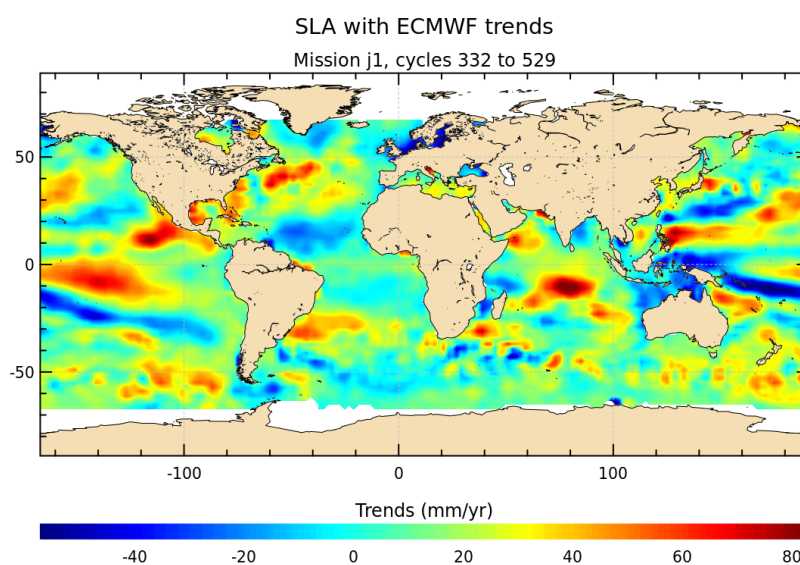 SLA with ECMWF trends
Mission j1, cycles 332 to 529
50
0
-50
-100 0 100
Trends (mm/yr)
-40 -20 0 20 40 60 80